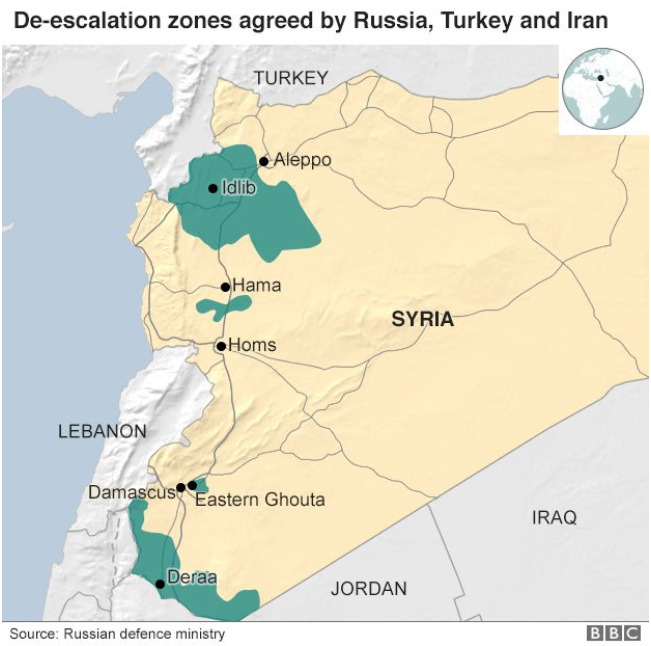 De-escalation zones agreed by Russia, Turkey and Iran
TURKEY
Aleppo
Idlib
Hama
SYRIA
Homs
LEBANON
Damascus
Eastern Ghouta
IRAQ
Deraa
JORDAN
Source: Russian defence ministry
BBC